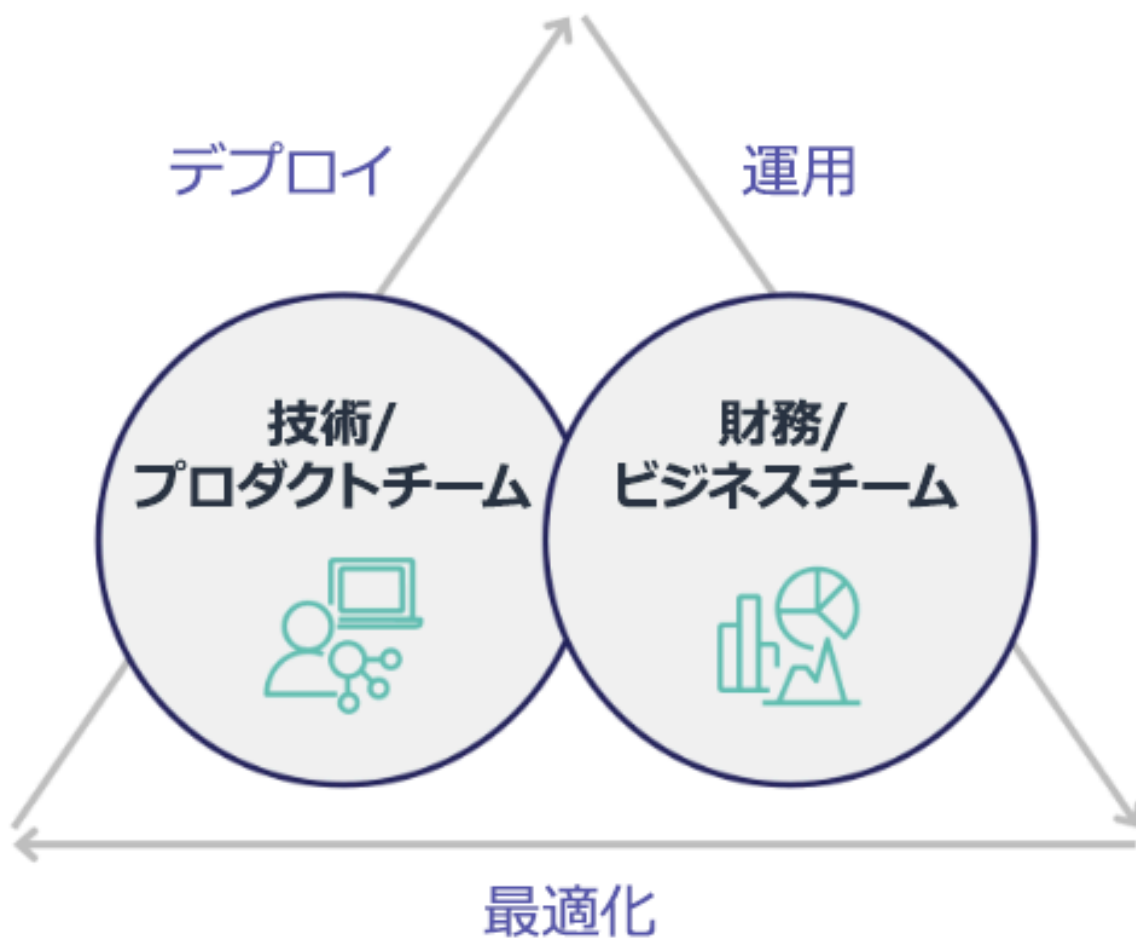 デプロイ
運用
技術/
プロダクトチーム
財務/
ビジネスチーム
最適化